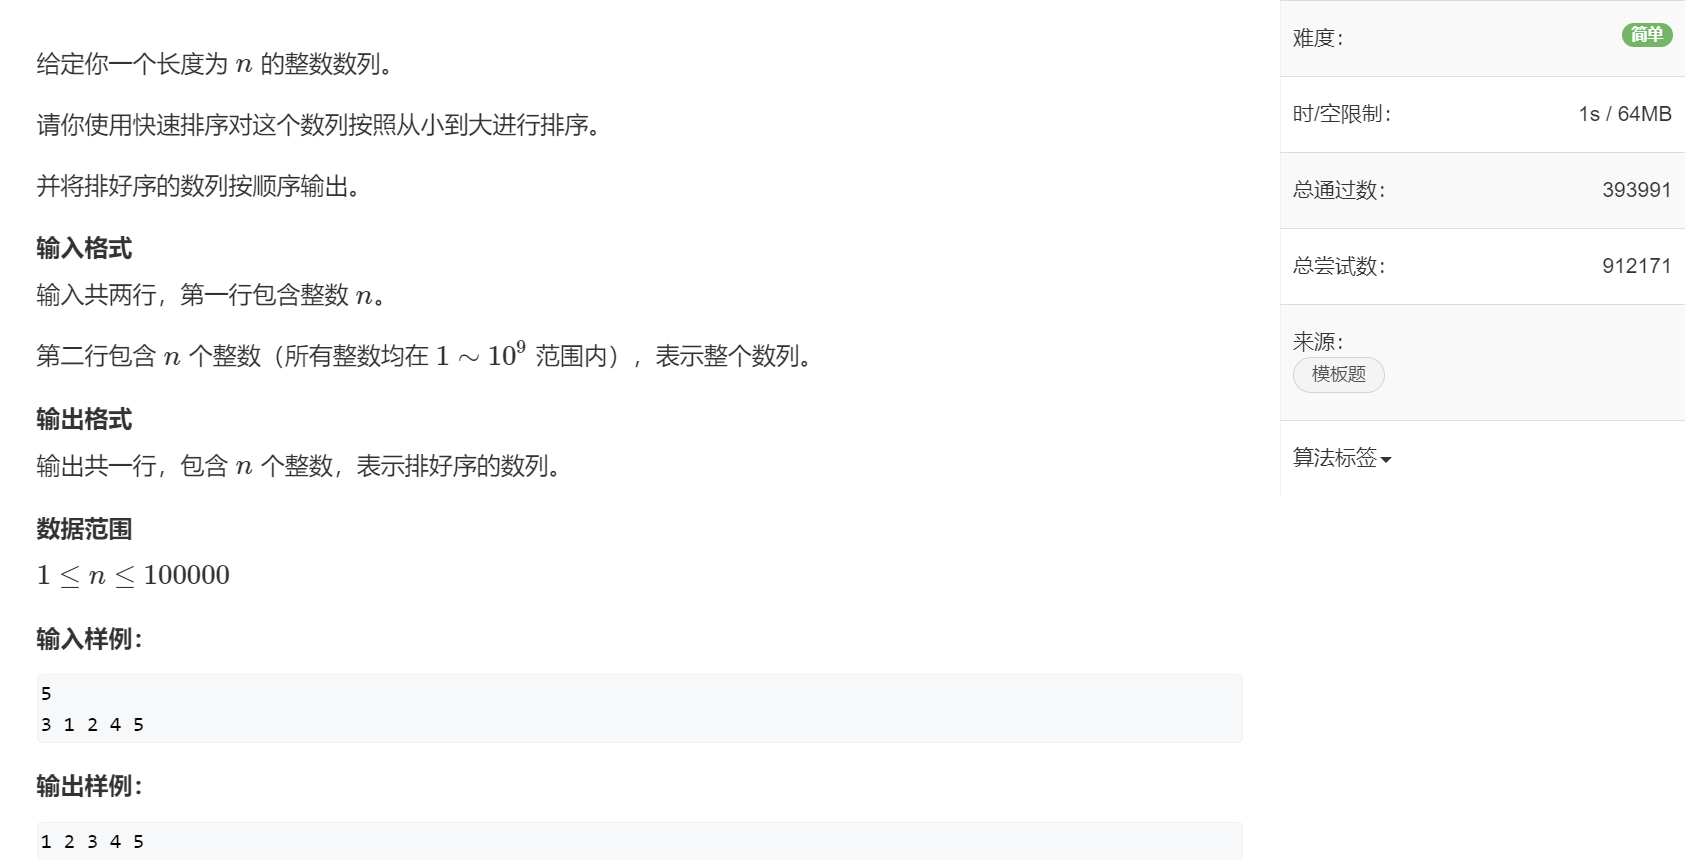 给定你一个长度为 n 的整数数列。
请你使用快速排序对这个数列按照从小到大进行排序。
并将排好序的数列按顺序输出。
输入格式
输入共两行，第一行包含整数 n。
第二行包含 n 个整数（所有整数均在 1 ∼ 10⁹ 范围内），表示整个数列。
输出格式
输出共一行，包含 n 个整数，表示排好序的数列。
数据范围
1 ≤ n ≤ 100000
输入样例：
5
3 1 2 4 5
输出样例：
1 2 3 4 5
难度： 简单
时/空限制： 1s / 64MB
总通过数： 393991
总尝试数： 912171
来源：
模板题
算法标签